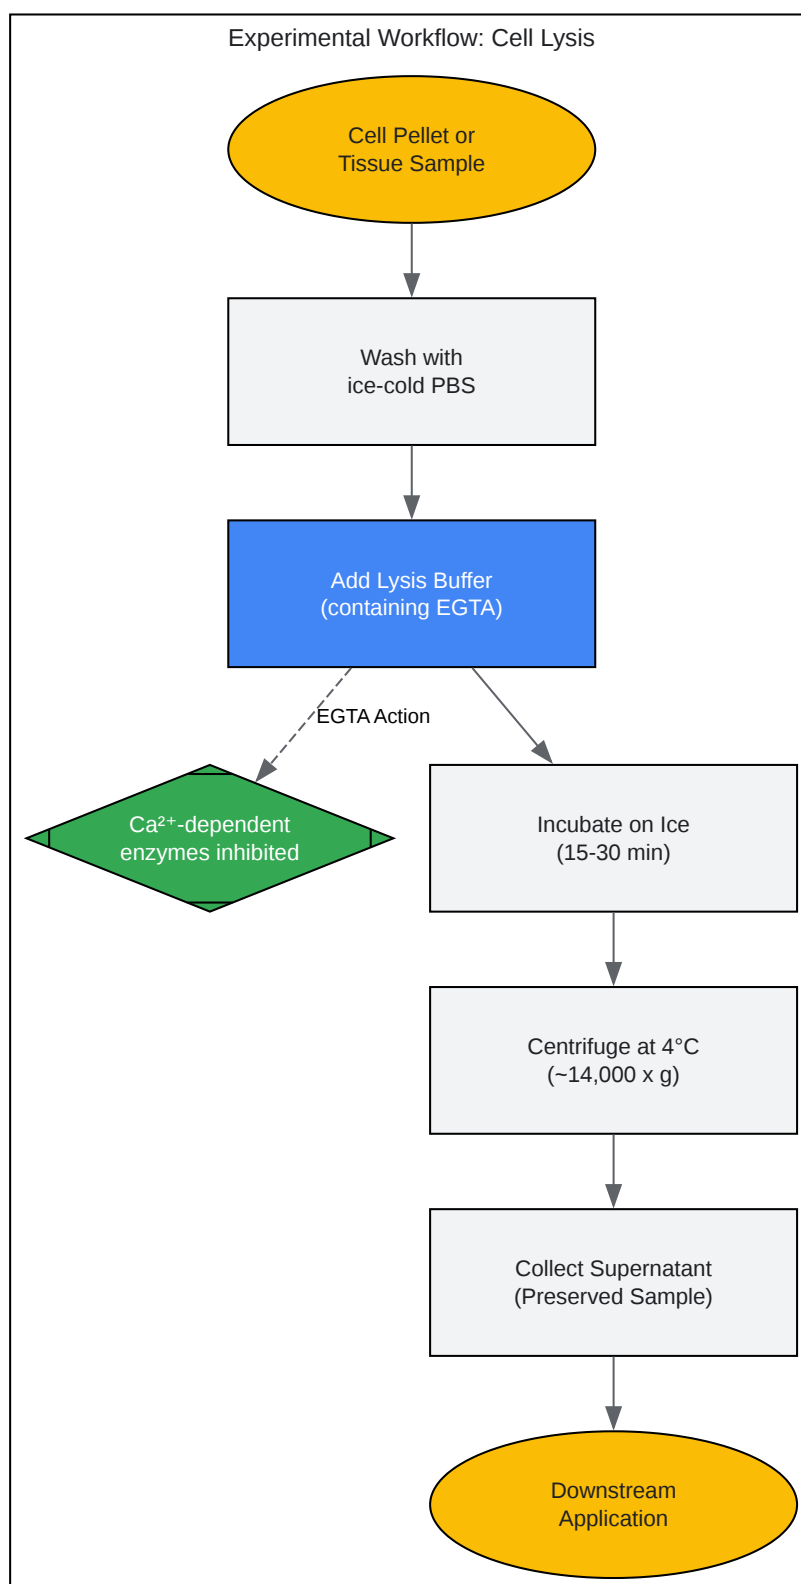 Experimental Workflow: Cell Lysis
Cell Pellet or
Tissue Sample
Wash with
ice-cold PBS
Add Lysis Buffer
(containing EGTA)
EGTA Action
Ca²⁺-dependent
enzymes inhibited
Incubate on Ice
(15-30 min)
Centrifuge at 4°C
(~14,000 x g)
Collect Supernatant
(Preserved Sample)
Downstream
Application